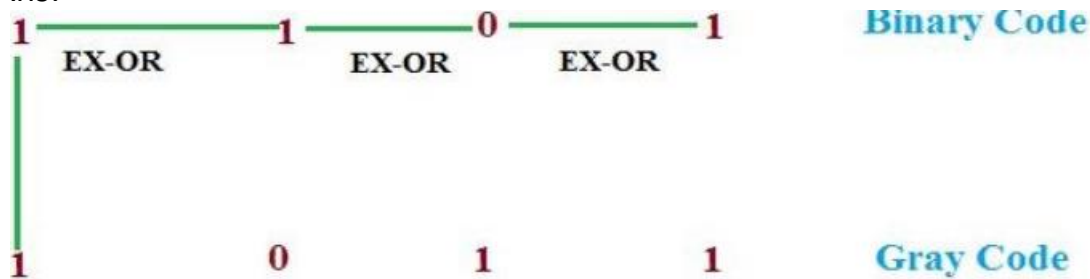 1 1 0 1 Binary Code
EX-OR EX-OR EX-OR
1 0 1 1 Gray Code